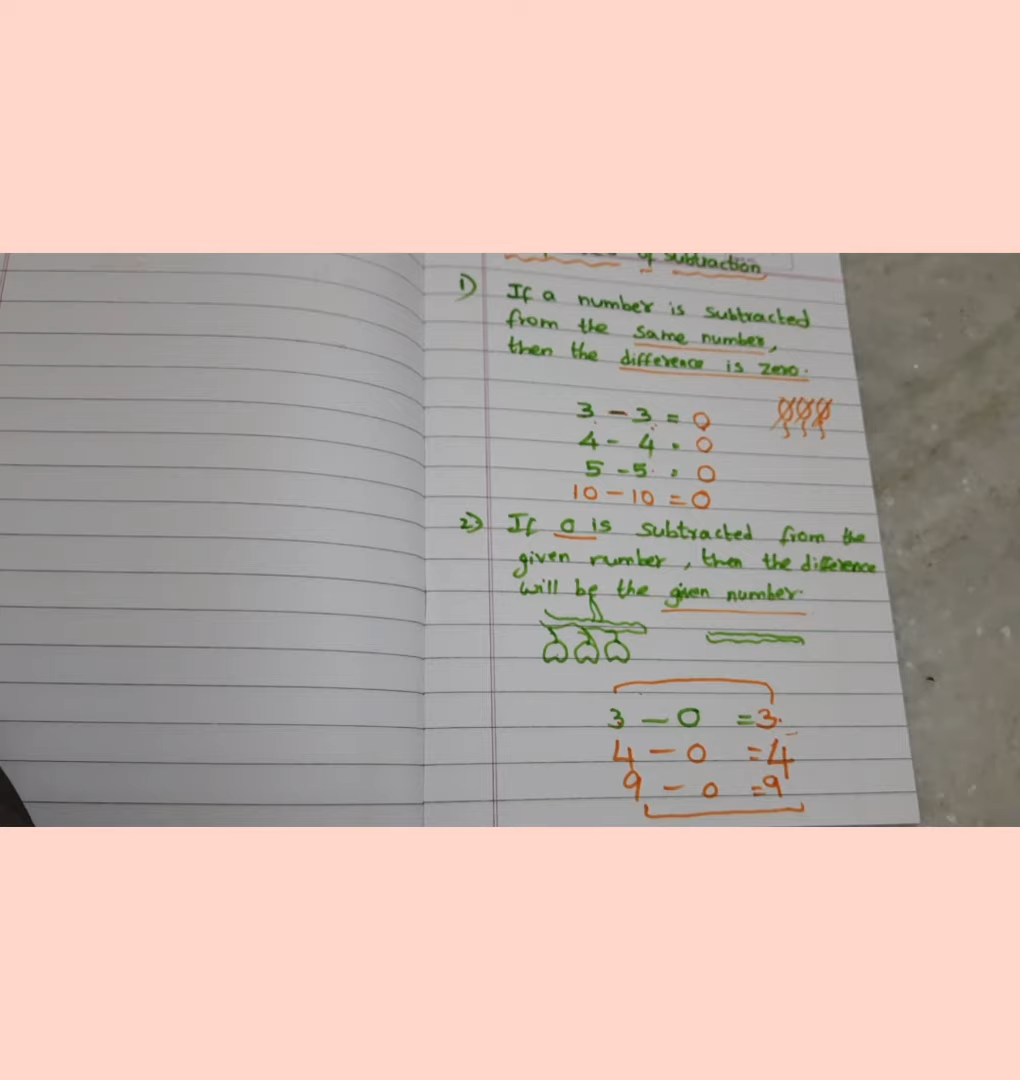 of subtraction
1) If a number is subtracted
from the same number,
then the difference is zero.
3 - 3 = 0
4 - 4 = 0
5 - 5 = 0
10 - 10 = 0
2) If 0 is subtracted from the
given number, then the difference
will be the given number.
3 - 0 = 3.
4 - 0 = 4
9 - 0 = 9